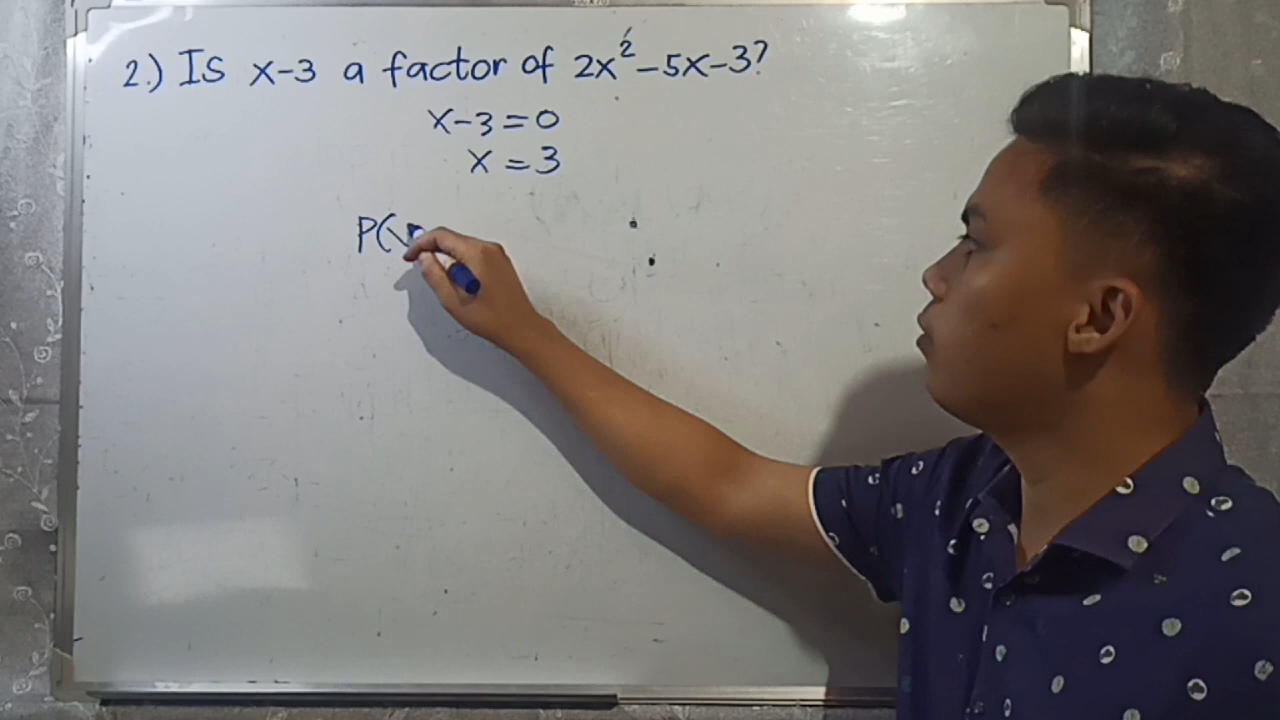 2.) Is x-3 a factor of 2x²-5x-3?
x-3=0
x=3
P(